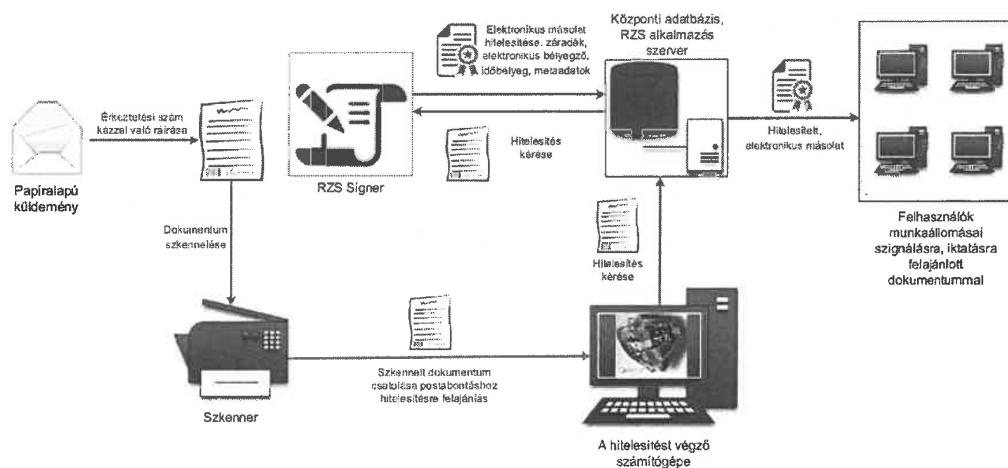 Papíralapú
küldemény
Érkeztetési szám
kézzel való ráírása
Dokumentum
szkennelése
Szkenner
Szkennelt dokumentum
csatolása postabontáshoz
hitelesítésre felajánlás
A hitelesítést végző
számítógépe
Hitelesítés
kérése
RZS Signer
Elektronikus másolat
hitelesítése, záradék,
elektronikus bélyegző,
időbélyeg, metaadatok
Hitelesítés
kérése
Központi adatbázis,
RZS alkalmazás
szerver
Hitelesített,
elektronikus másolat
Felhasználók
munkaállomásai
szignálásra, iktatásra
felajánlott
dokumentummal